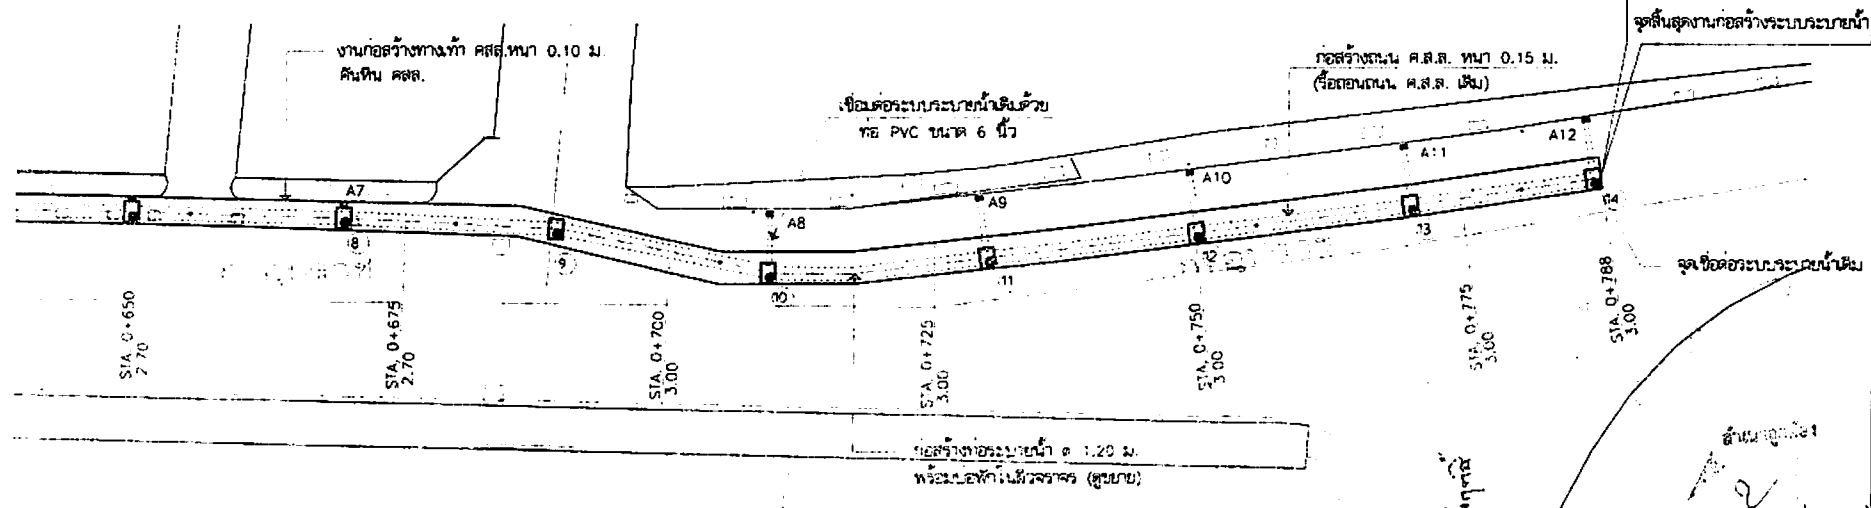 จุดสิ้นสุดงานก่อสร้างระบบระบายน้ำ
งานก่อสร้างทางเท้า คสล.หนา 0.10 ม.
คันหิน คสล.
ก่อสร้างถนน ค.ส.ล. หนา 0.15 ม.
(รื้อถอนถนน ค.ส.ล. เดิม)
เชื่อมต่อระบบระบายน้ำเดิมด้วย
ท่อ PVC ขนาด 6 นิ้ว
A7
A8
A9
A10
A11
A12
8
9
10
11
12
13
14
จุดเชื่อต่อระบบระบายน้ำเดิม
STA. 0+650
2.70
STA. 0+675
2.70
STA. 0+700
3.00
STA. 0+725
3.00
STA. 0+750
3.00
STA. 0+775
3.00
STA. 0+788
3.00
ก่อสร้างท่อระบายน้ำ ø 1.20 ม.
พร้อมบ่อพักในผิวจราจร (ดูขยาย)
สำเนาถูกต้อง